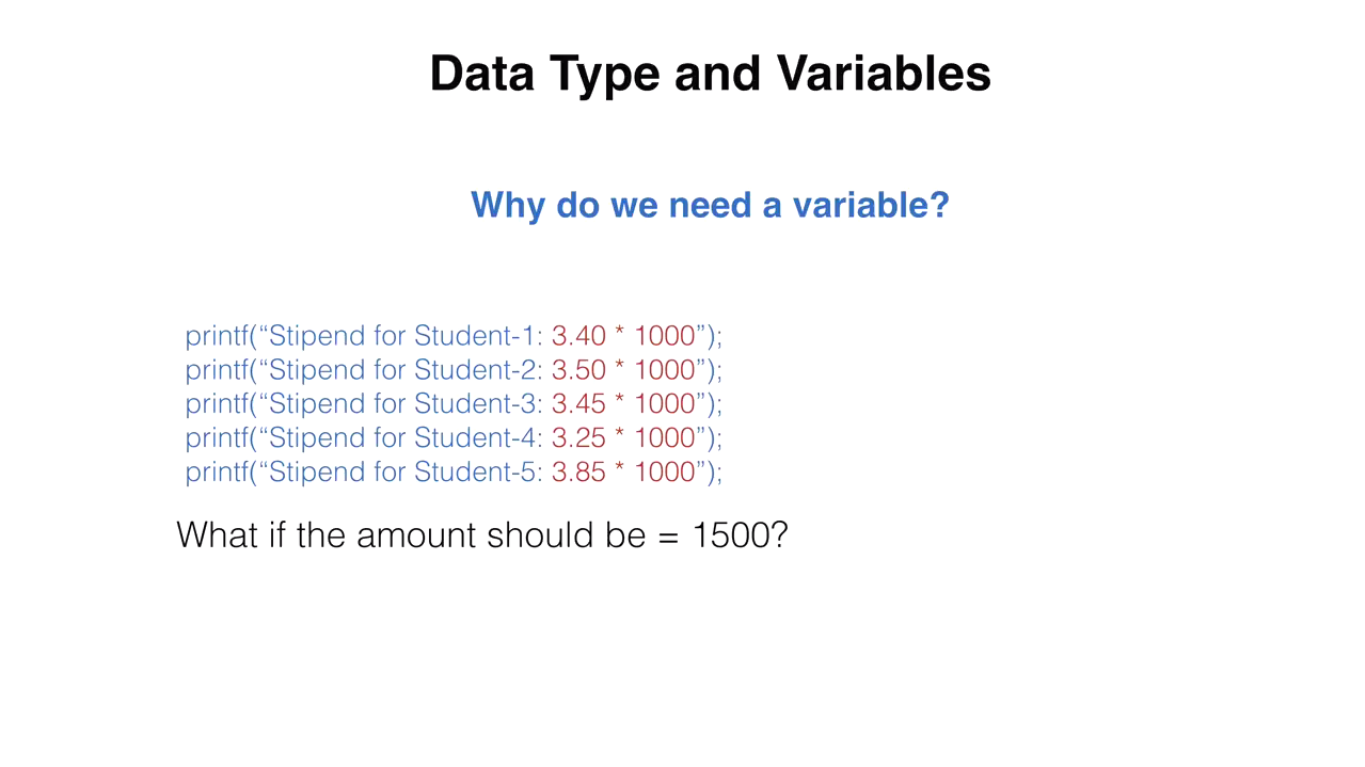 Data Type and Variables
Why do we need a variable?
printf(“Stipend for Student-1: 3.40 * 1000”);
printf(“Stipend for Student-2: 3.50 * 1000”);
printf(“Stipend for Student-3: 3.45 * 1000”);
printf(“Stipend for Student-4: 3.25 * 1000”);
printf(“Stipend for Student-5: 3.85 * 1000”);
What if the amount should be = 1500?